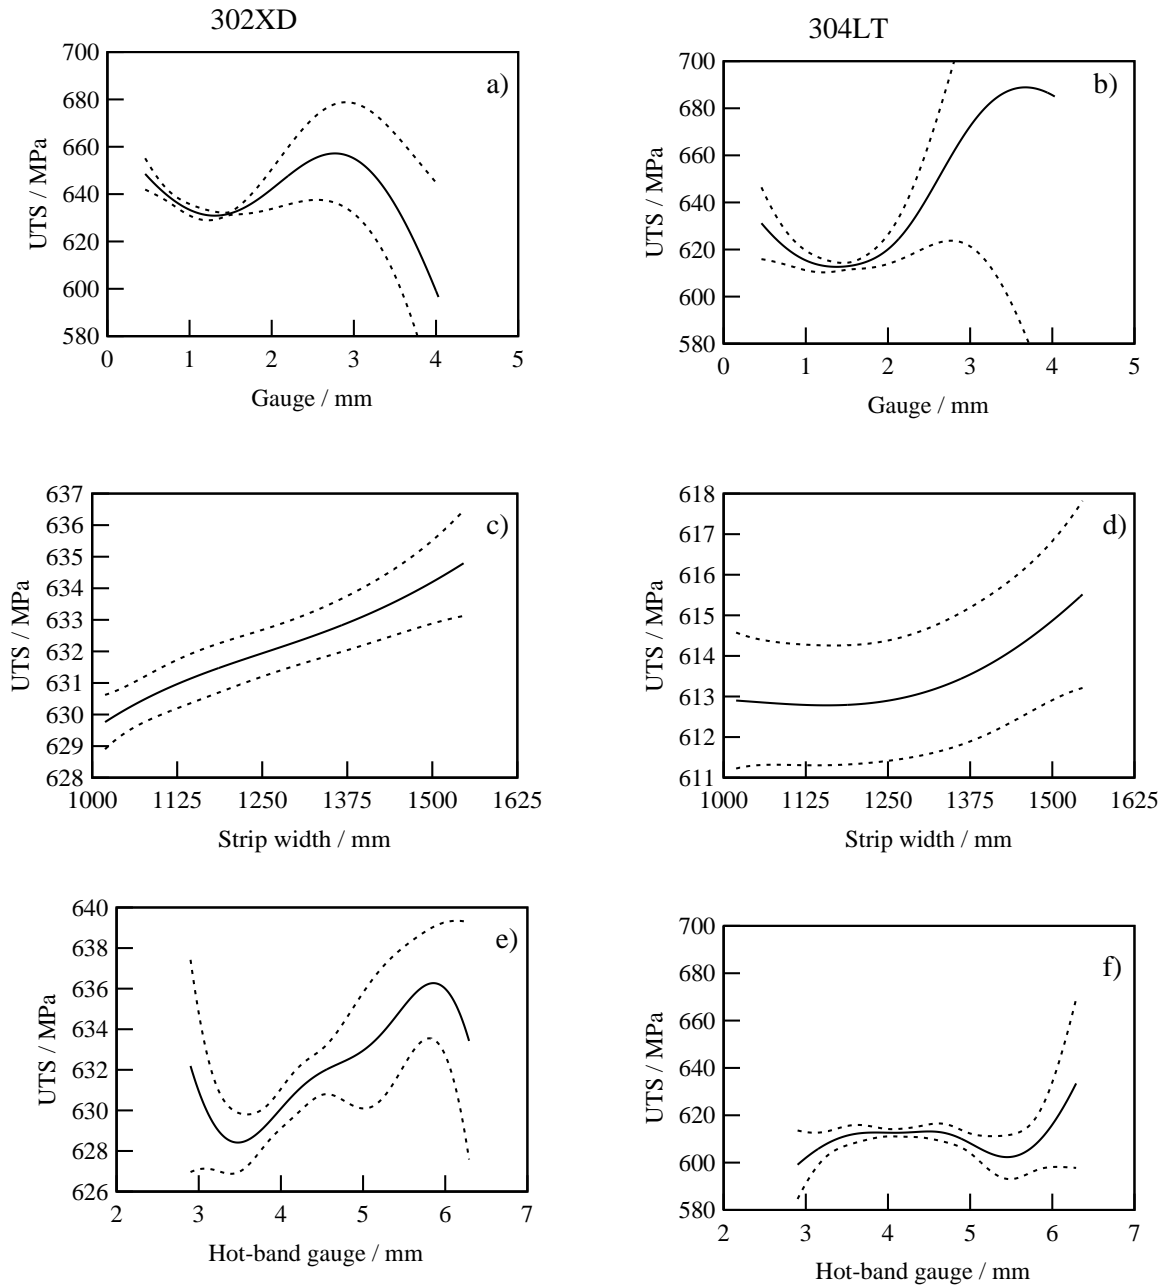 302XD
304LT
700
680
660
640
620
600
580
0 1 2 3 4 5
UTS / MPa
Gauge / mm
a)
700
680
660
640
620
600
580
0 1 2 3 4 5
UTS / MPa
Gauge / mm
b)
637
636
635
634
633
632
631
630
629
628
1000 1125 1250 1375 1500 1625
UTS / MPa
Strip width / mm
c)
618
617
616
615
614
613
612
611
1000 1125 1250 1375 1500 1625
UTS / MPa
Strip width / mm
d)
640
638
636
634
632
630
628
626
2 3 4 5 6 7
UTS / MPa
Hot-band gauge / mm
e)
700
680
660
640
620
600
580
2 3 4 5 6 7
UTS / MPa
Hot-band gauge / mm
f)